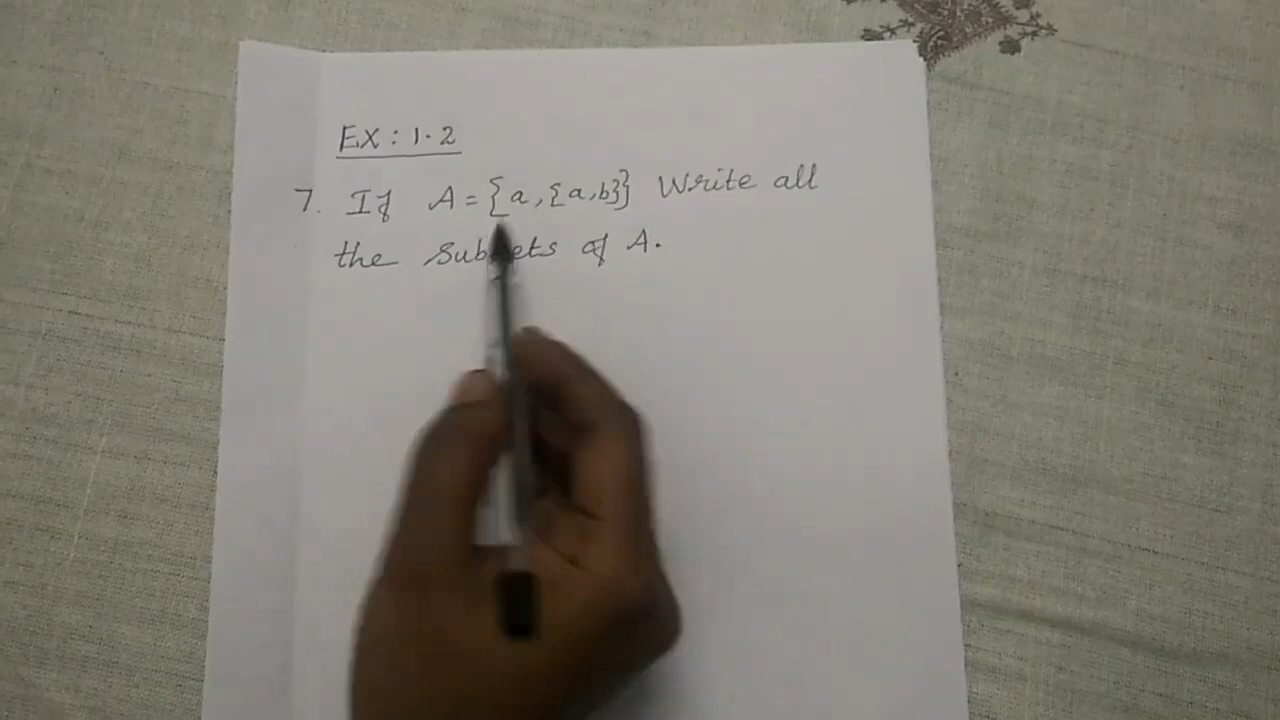 Ex : 1.2
7. If A = {a, {a,b}} Write all
the Subsets of A.